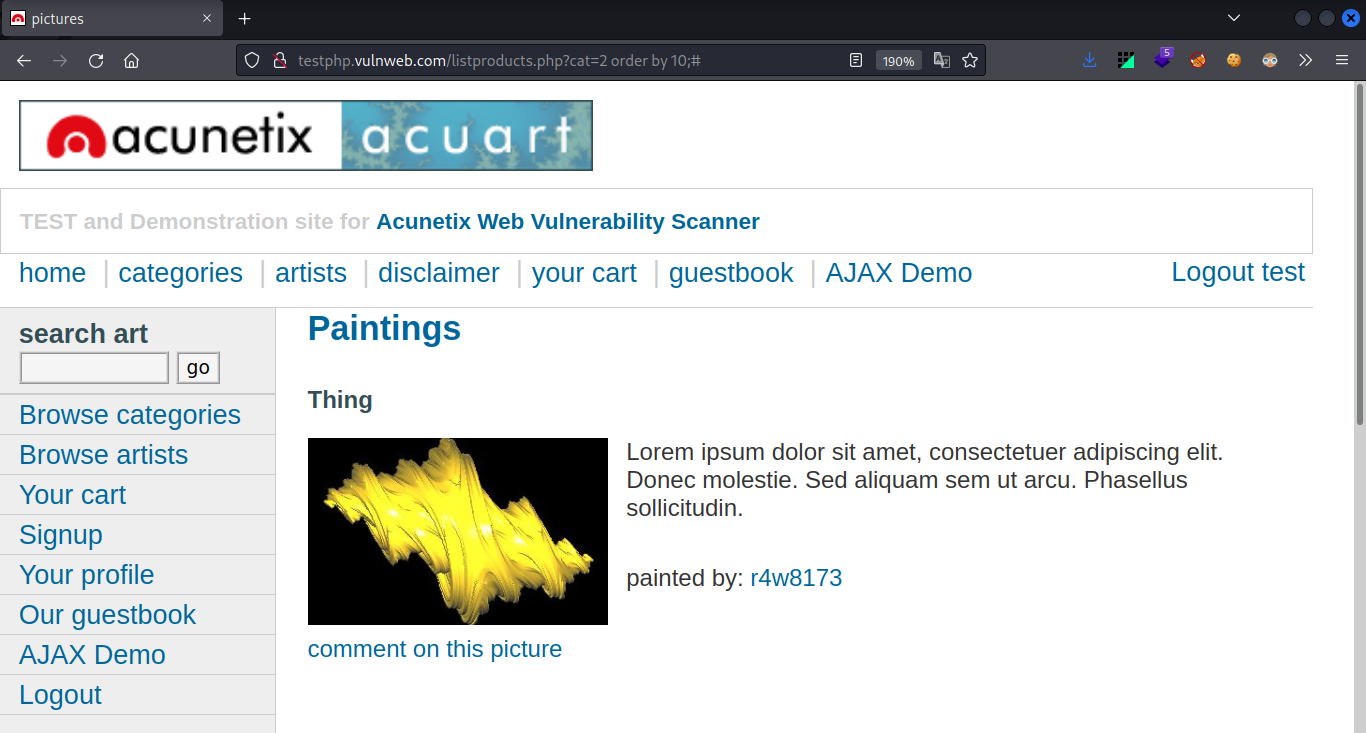 pictures
testphp.vulnweb.com/listproducts.php?cat=2 order by 10;#
190%
5
acunetix acuart
TEST and Demonstration site for Acunetix Web Vulnerability Scanner
home | categories | artists | disclaimer | your cart | guestbook | AJAX Demo
Logout test
search art
go
Browse categories
Browse artists
Your cart
Signup
Your profile
Our guestbook
AJAX Demo
Logout
Paintings
Thing
Lorem ipsum dolor sit amet, consectetuer adipiscing elit.
Donec molestie. Sed aliquam sem ut arcu. Phasellus
sollicitudin.
painted by: r4w8173
comment on this picture